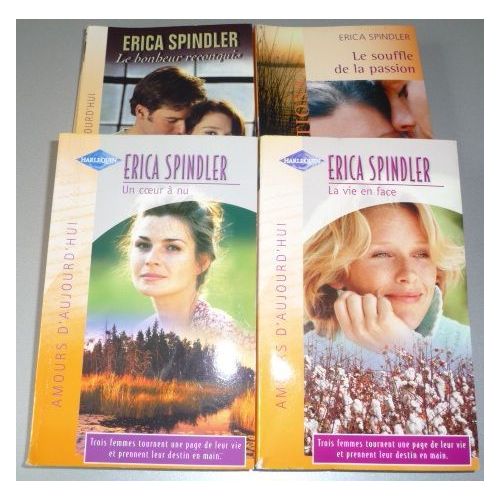 ERICA SPINDLER
Le bonheur reconquis
ERICA SPINDLER
Le souffle
de la passion
HARLEQUIN
ERICA SPINDLER
Un cœur à nu
AMOURS D'AUJOURD'HUI
Trois femmes tournent une page de leur vie
et prennent leur destin en main.
HARLEQUIN
ERICA SPINDLER
La vie en face
AMOURS D'AUJOURD'HUI
Trois femmes tournent une page de leur vie
et prennent leur destin en main.